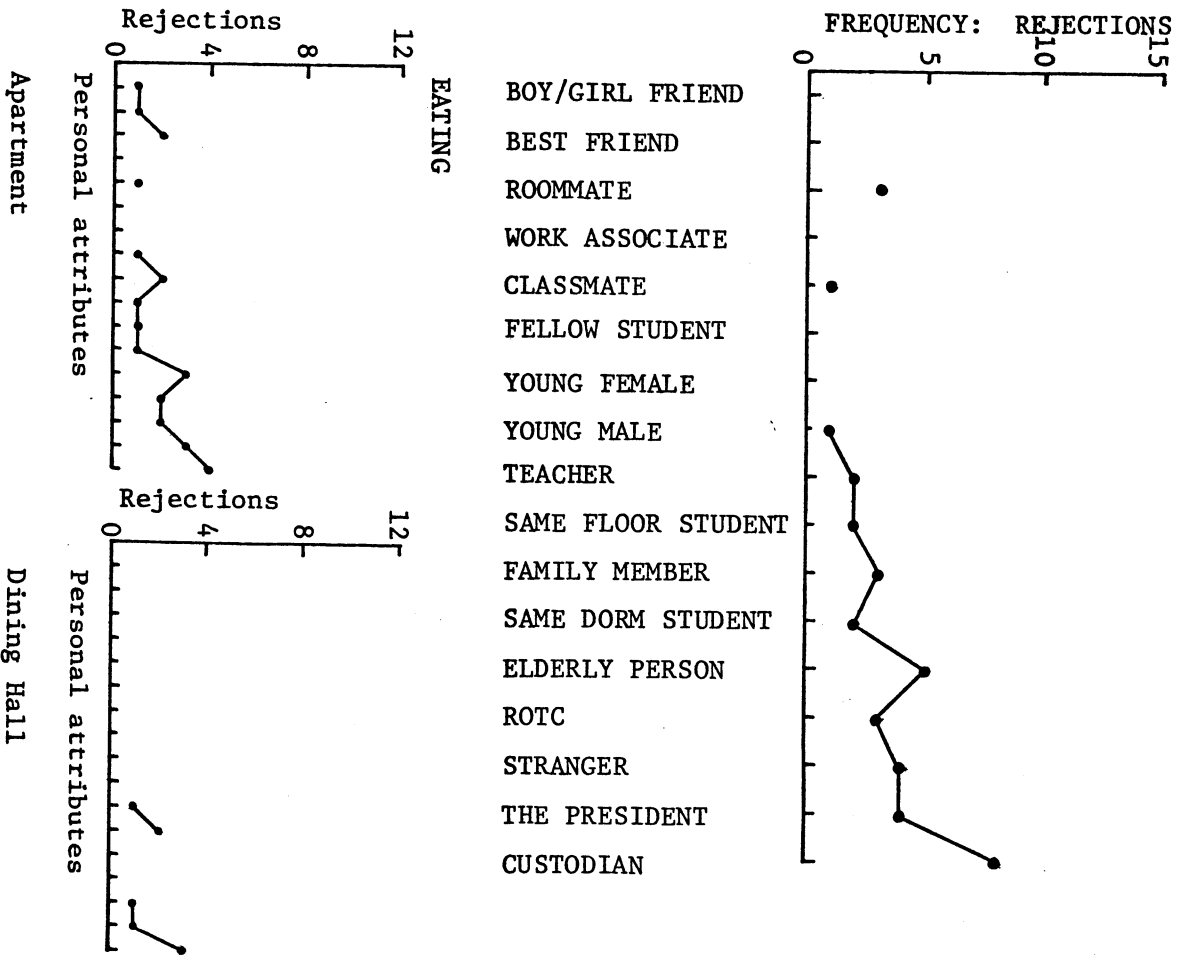 Rejections
0 4 8 12
Personal attributes
Apartment
EATING
Rejections
0 4 8 12
Personal attributes
Dining Hall
FREQUENCY: REJECTIONS
0 5 10 15
BOY/GIRL FRIEND
BEST FRIEND
ROOMMATE
WORK ASSOCIATE
CLASSMATE
FELLOW STUDENT
YOUNG FEMALE
YOUNG MALE
TEACHER
SAME FLOOR STUDENT
FAMILY MEMBER
SAME DORM STUDENT
ELDERLY PERSON
ROTC
STRANGER
THE PRESIDENT
CUSTODIAN